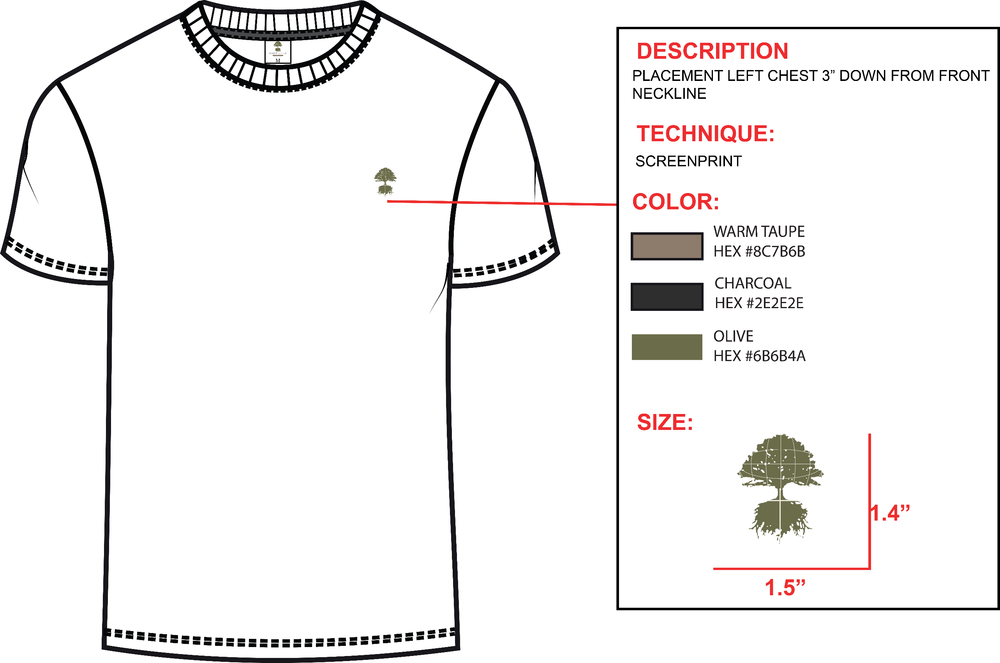 M
DESCRIPTION
PLACEMENT LEFT CHEST 3” DOWN FROM FRONT
NECKLINE
TECHNIQUE:
SCREENPRINT
COLOR:
WARM TAUPE
HEX #8C7B6B
CHARCOAL
HEX #2E2E2E
OLIVE
HEX #6B6B4A
SIZE:
1.4”
1.5”